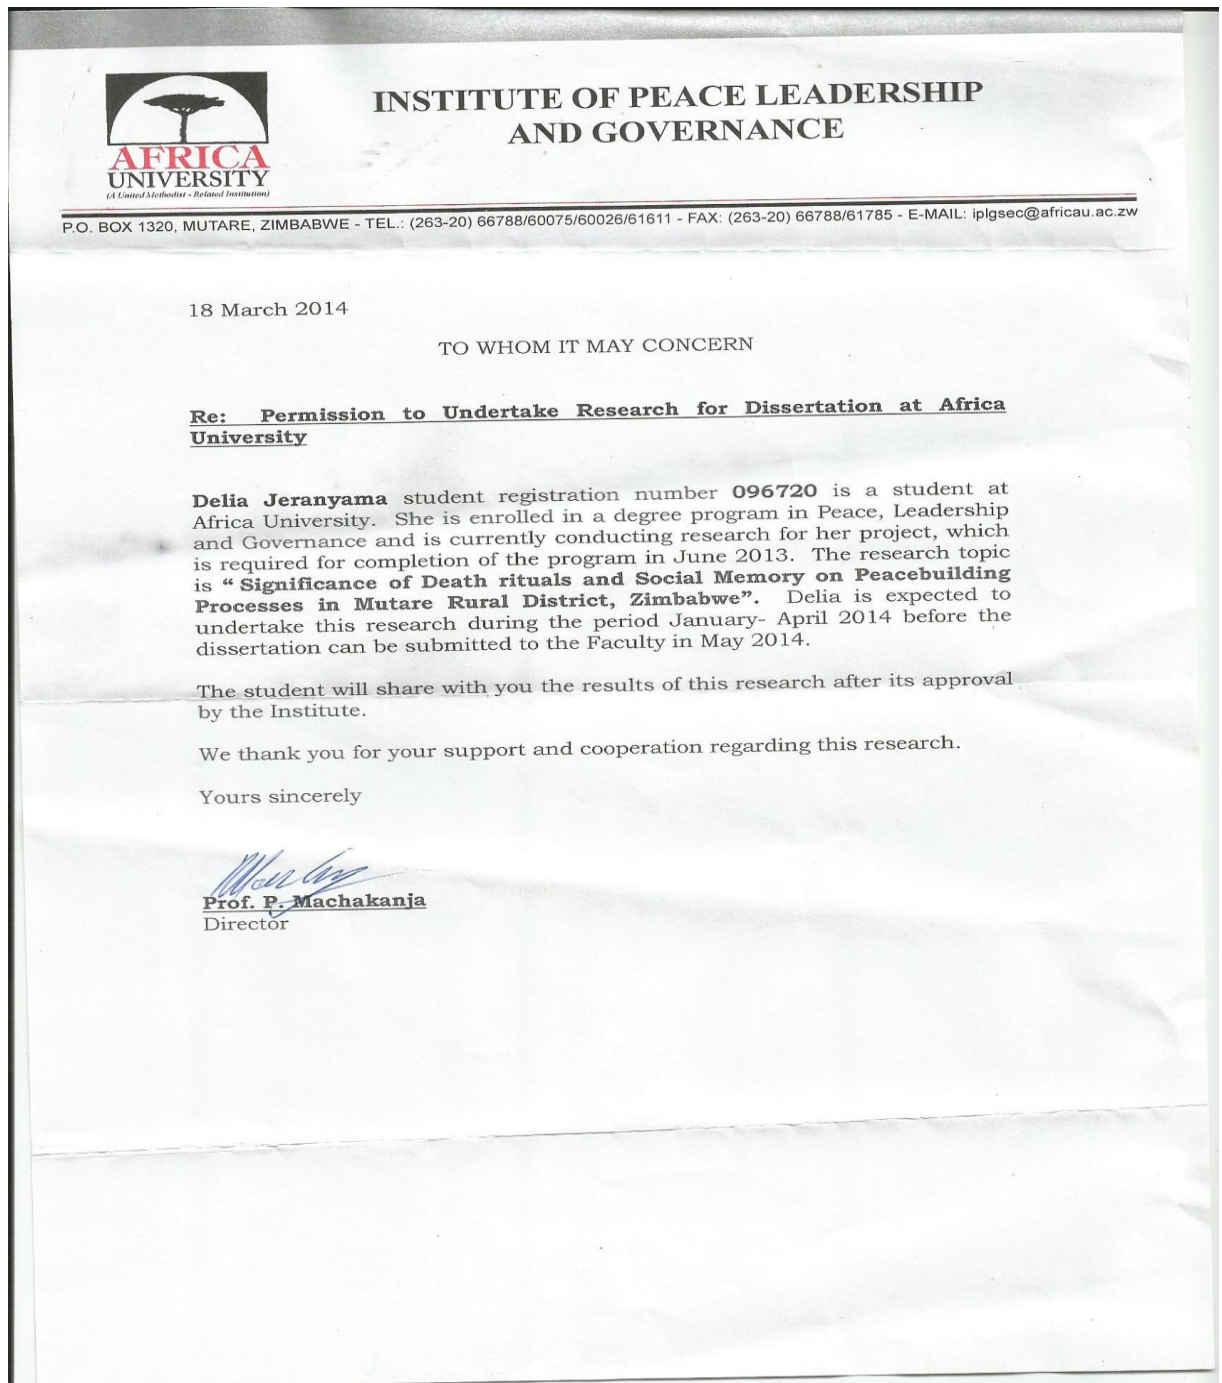 INSTITUTE OF PEACE LEADERSHIP
AND GOVERNANCE
AFRICA
UNIVERSITY
(A United Methodist - Related Institution)
P.O. BOX 1320, MUTARE, ZIMBABWE - TEL.: (263-20) 66788/60075/60026/61611 - FAX: (263-20) 66788/61785 - E-MAIL: iplgsec@africau.ac.zw
18 March 2014
TO WHOM IT MAY CONCERN
Re: Permission to Undertake Research for Dissertation at Africa
University
Delia Jeranyama student registration number 096720 is a student at
Africa University. She is enrolled in a degree program in Peace, Leadership
and Governance and is currently conducting research for her project, which
is required for completion of the program in June 2013. The research topic
is “ Significance of Death rituals and Social Memory on Peacebuilding
Processes in Mutare Rural District, Zimbabwe”. Delia is expected to
undertake this research during the period January- April 2014 before the
dissertation can be submitted to the Faculty in May 2014.
The student will share with you the results of this research after its approval
by the Institute.
We thank you for your support and cooperation regarding this research.
Yours sincerely
Prof. P. Machakanja
Director